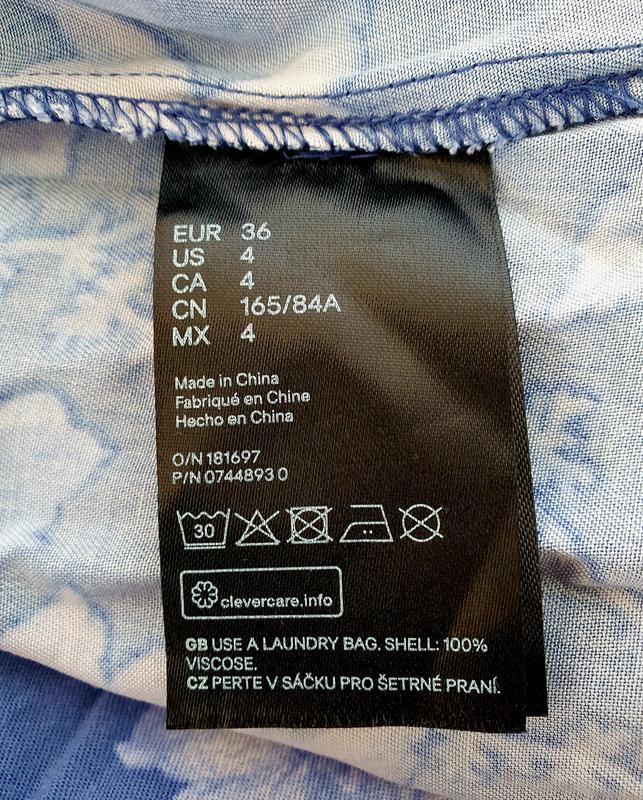 EUR 36
US 4
CA 4
CN 165/84A
MX 4
Made in China
Fabriqué en Chine
Hecho en China
O/N 181697
P/N 0744893 0
30
clevercare.info
GB USE A LAUNDRY BAG. SHELL: 100%
VISCOSE.
CZ PERTE V SÁČKU PRO ŠETRNÉ PRANÍ.